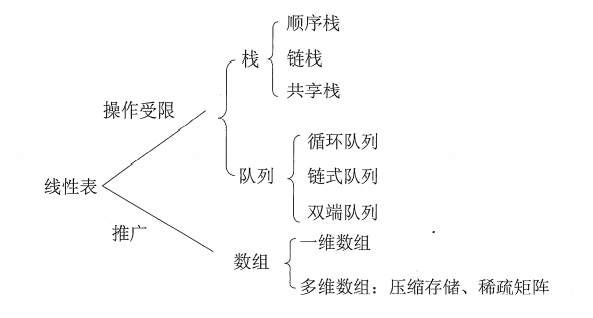 顺序栈
栈
链栈
共享栈
操作受限
循环队列
队列
链式队列
线性表
双端队列
推广
一维数组
数组
多维数组：压缩存储、稀疏矩阵